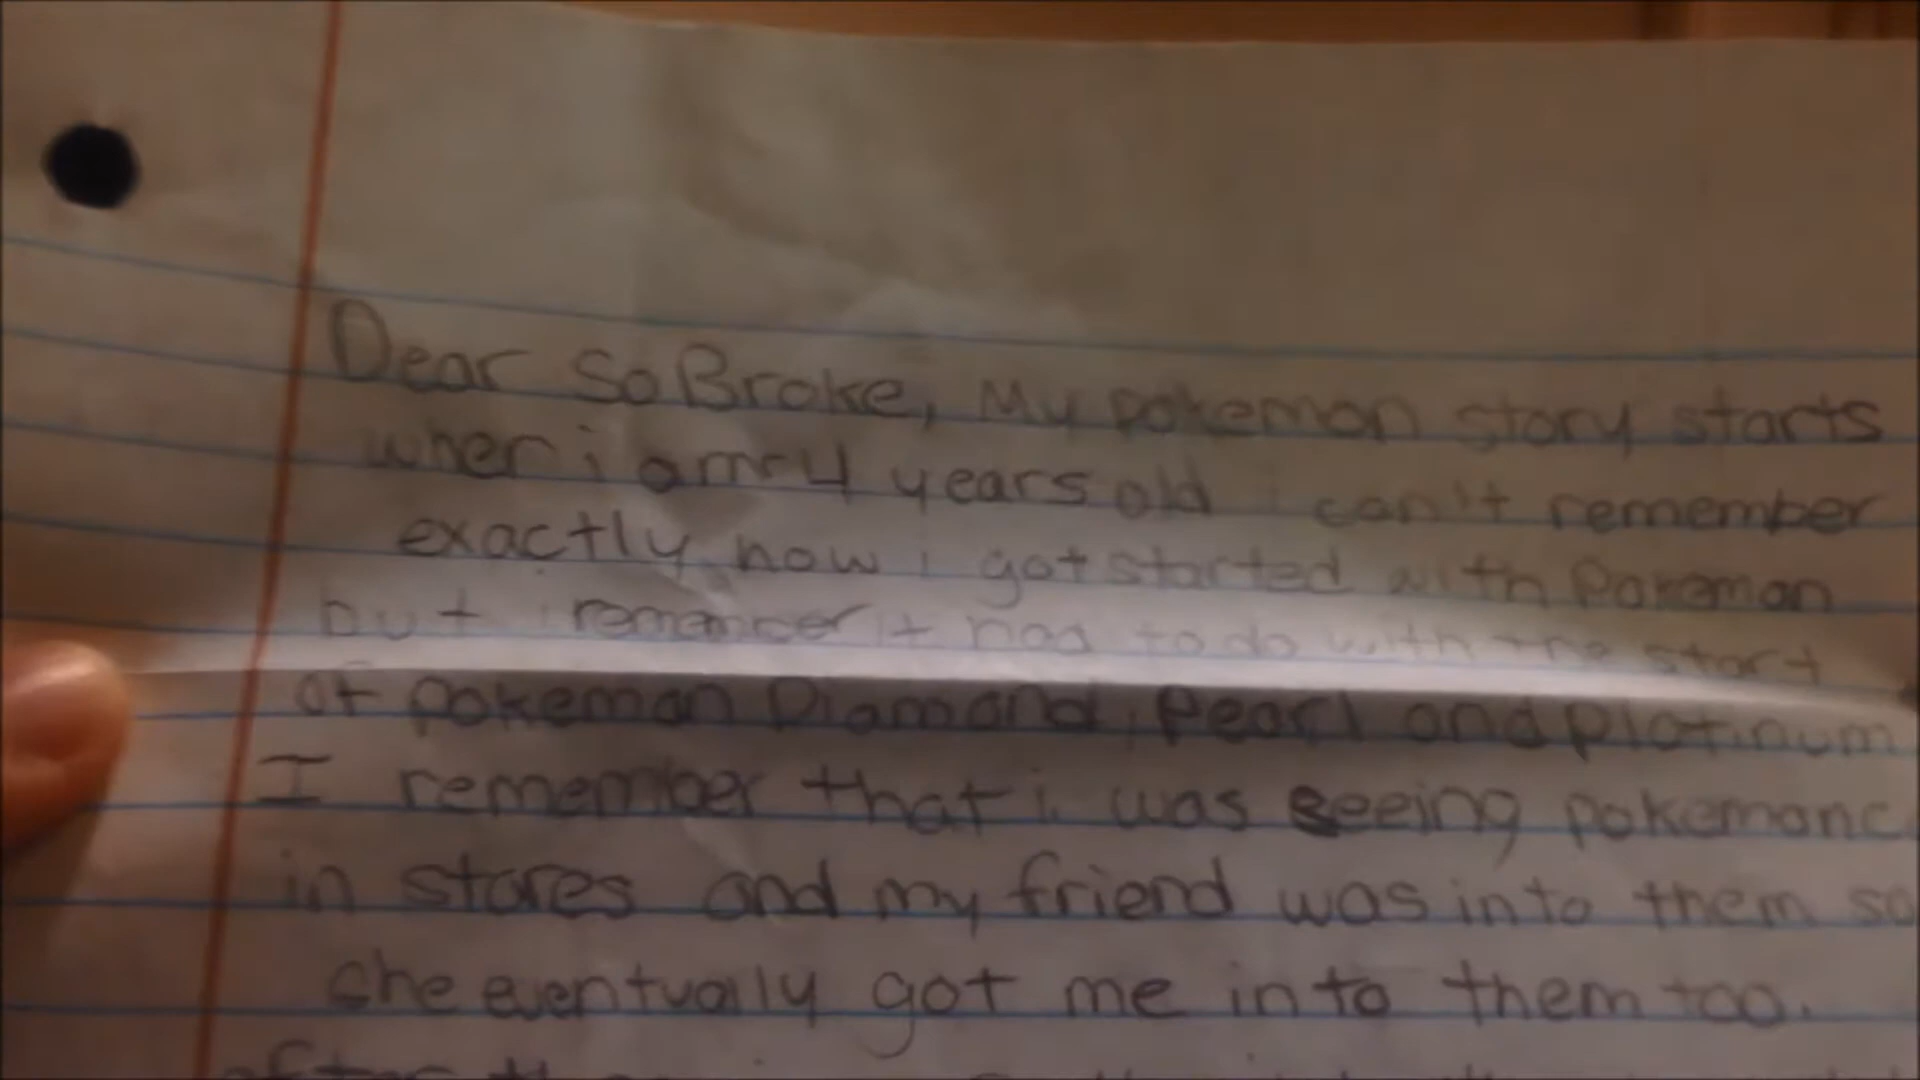 Dear SoBroke, My pokemon story starts
when i am 4 years old i can't remember
exactly how i got started with Pokemon
but i remember it had to do with the start
of pokemon Diamond, Pearl and platinum
I remember that i was seeing pokemon
in stores and my friend was into them so
she eventually got me into them too.